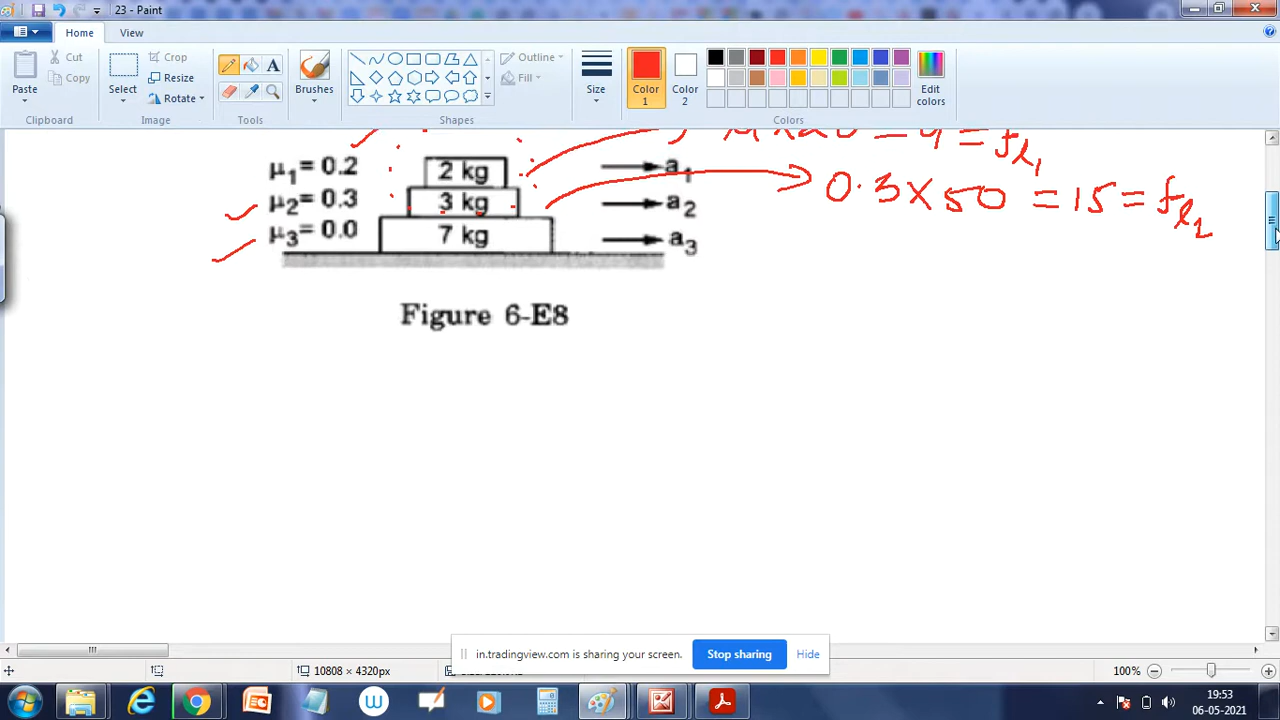 23 - Paint
Home View
Paste
Select
Crop
Resize
Rotate
Brushes
Outline
Fill
Size
Color 1
Color 2
Edit colors
Clipboard
Image
Tools
Shapes
Colors
μ1 = 0.2 2 kg a1
μ2 = 0.3 3 kg a2
μ3 = 0.0 7 kg a3
0.3 × 50 = 15 = fl2
Figure 6-E8
in.tradingview.com is sharing your screen. Stop sharing Hide
10808 × 4320px
100%
19:53
06-05-2021